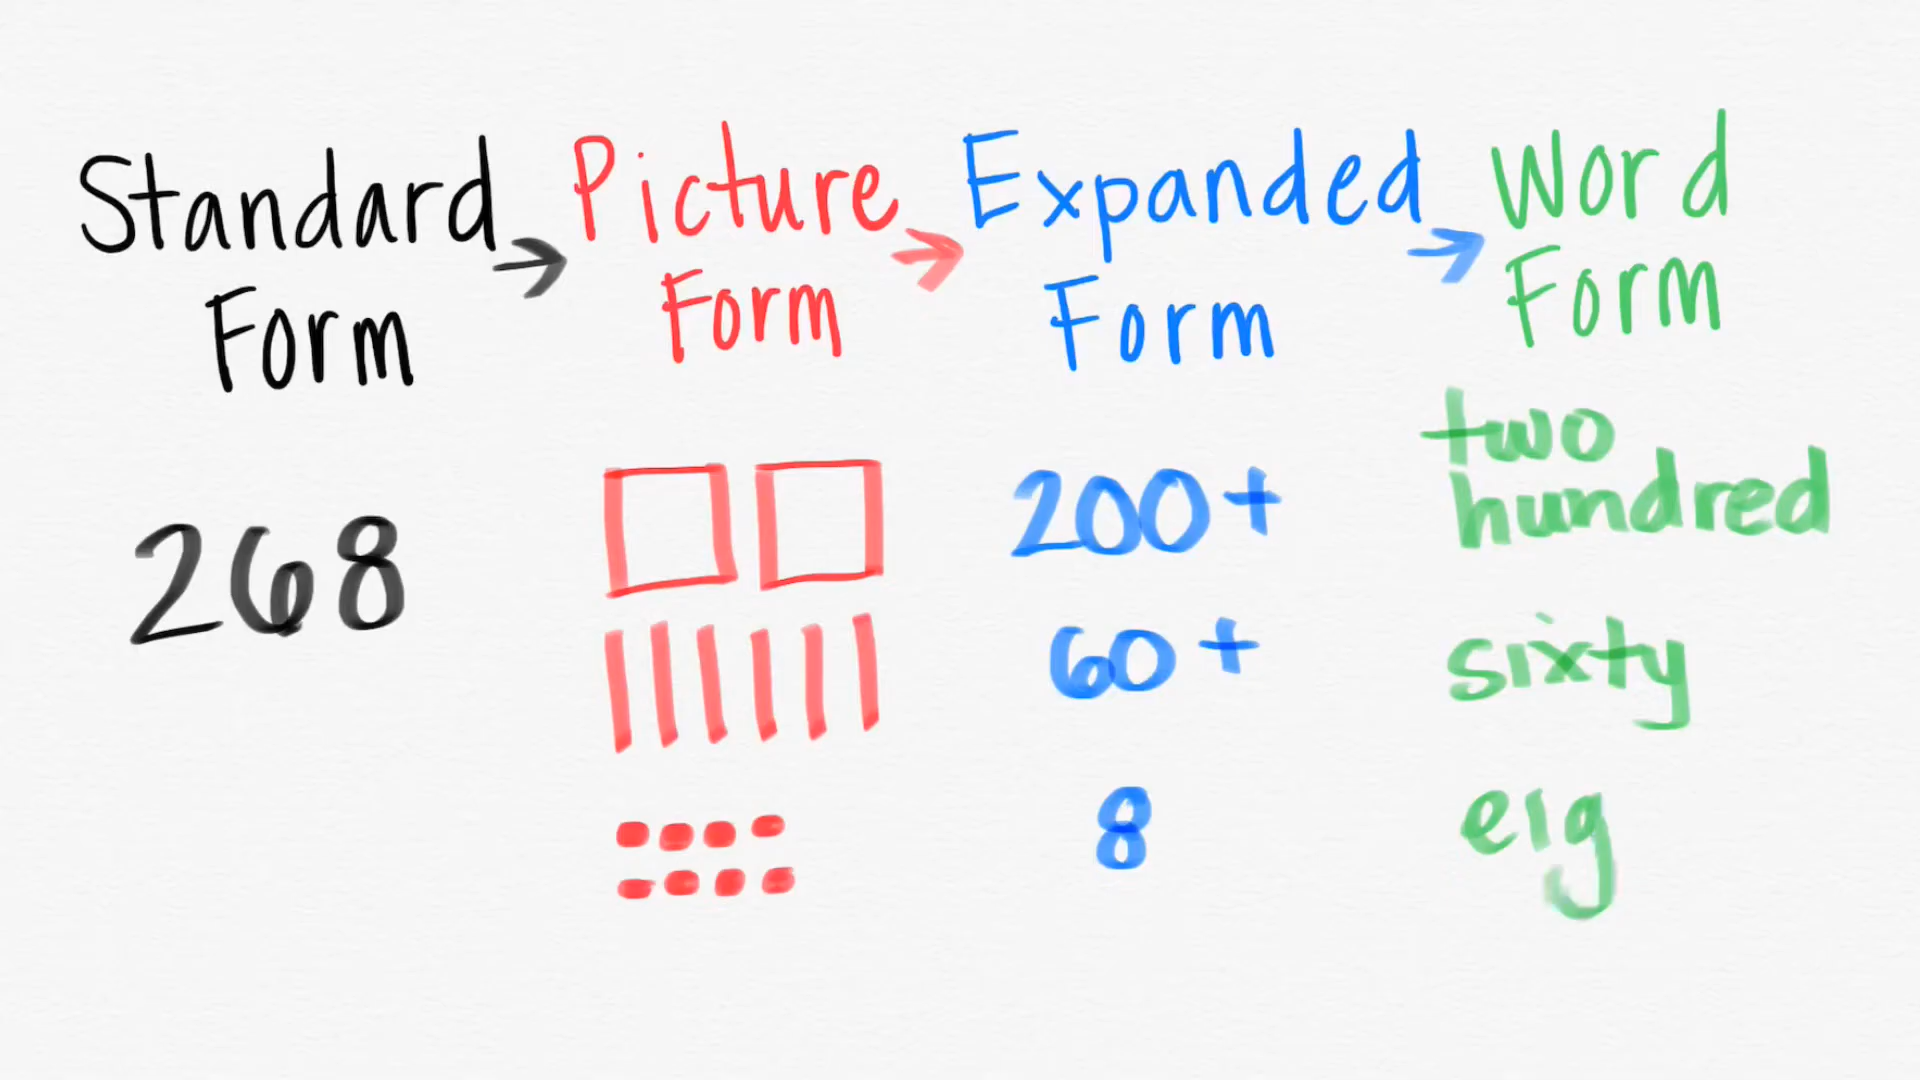 Standard Form
Picture Form
Expanded Form
Word Form
268
200 +
60 +
8
two
hundred
sixty
eig